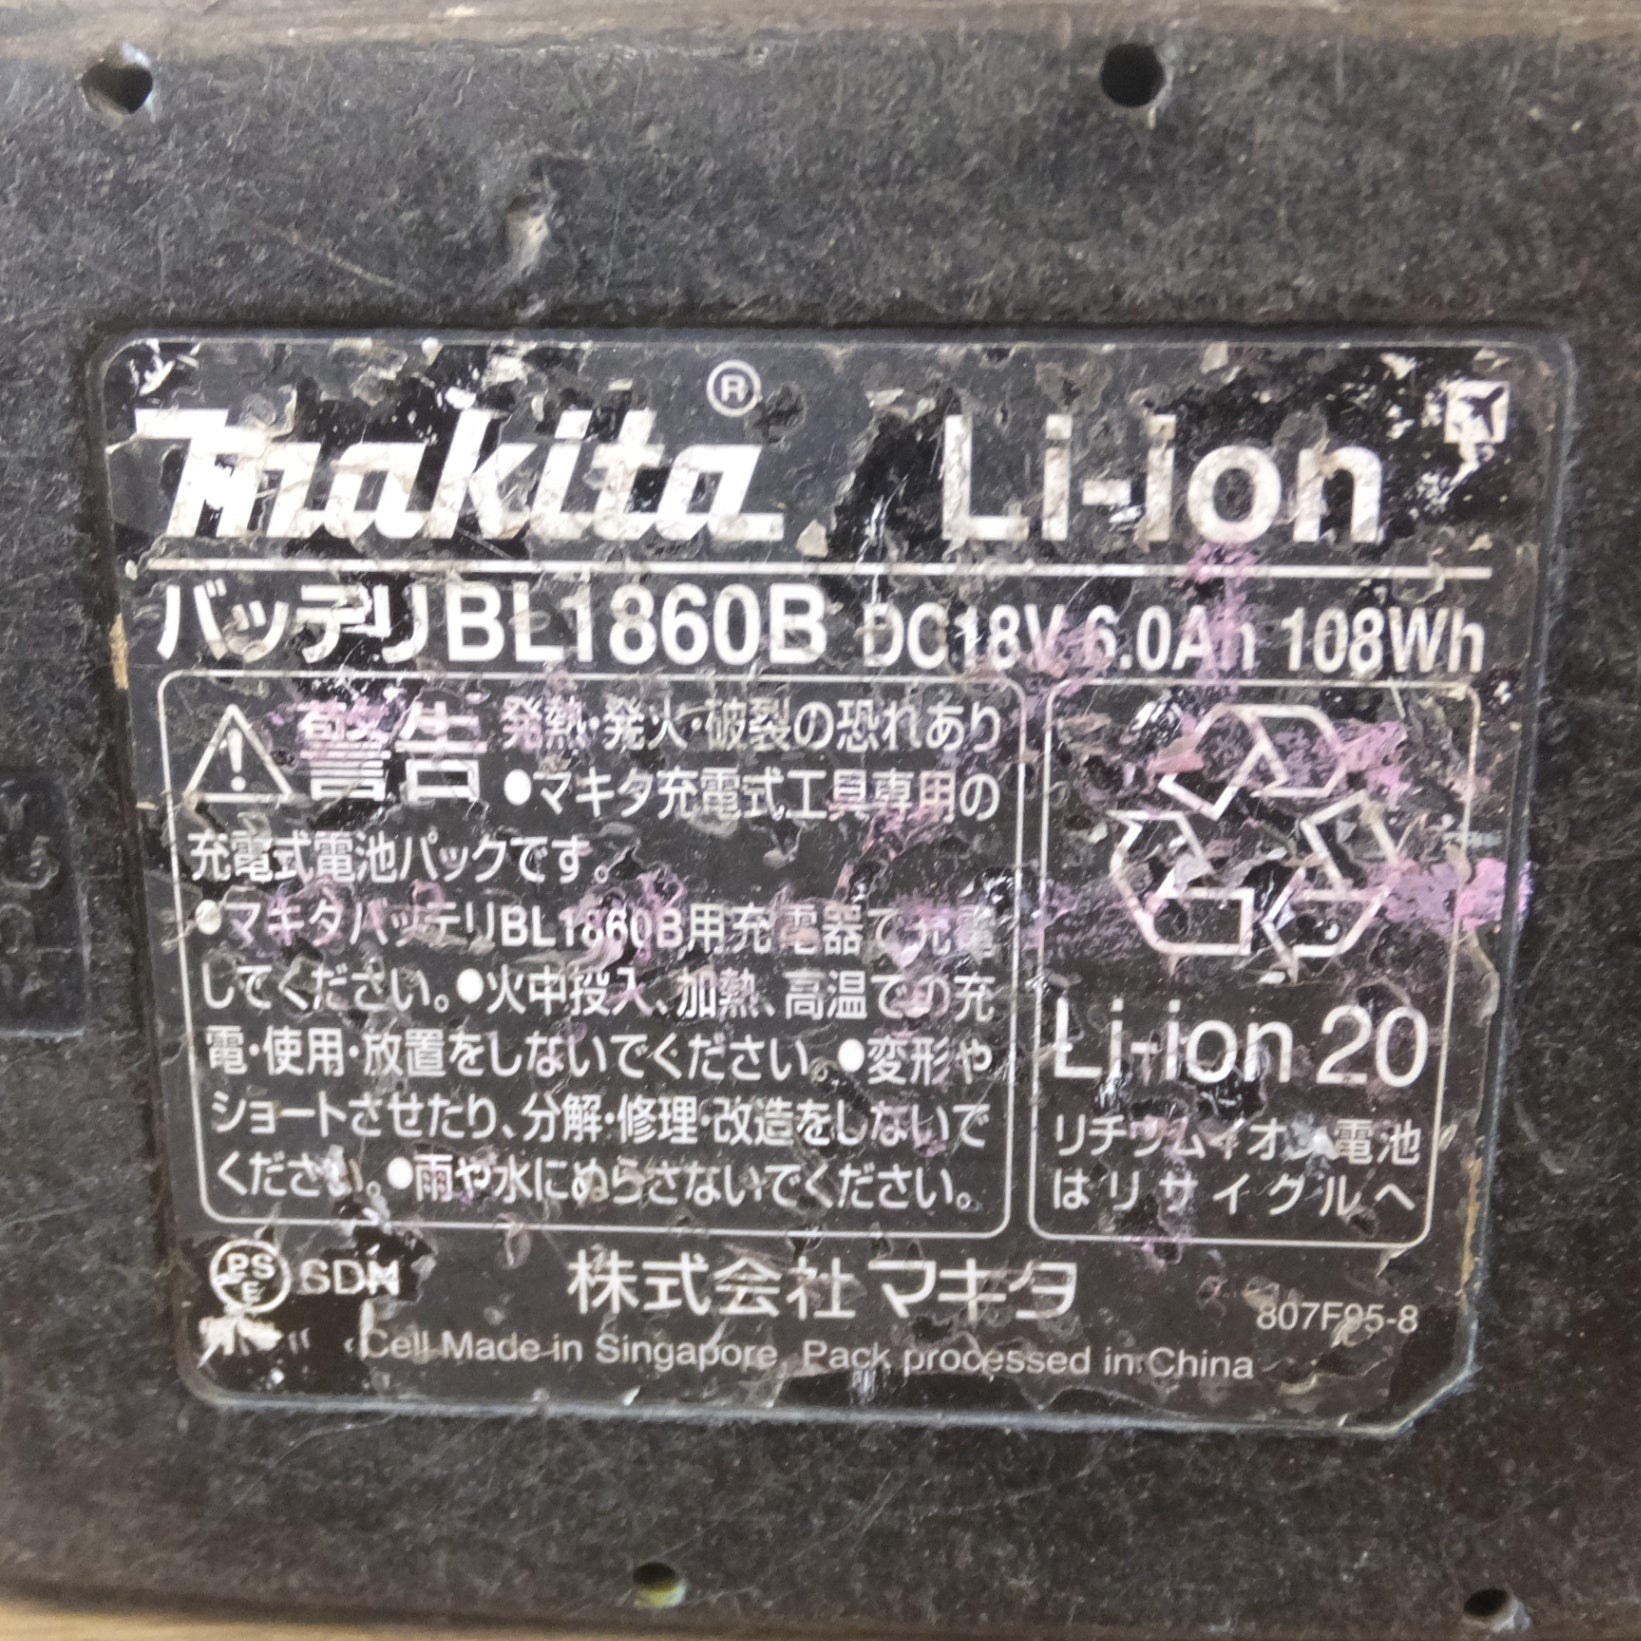 makita® Li-ion
バッテリBL1860B DC18V 6.0Ah 108Wh
警告 発熱・発火・破裂の恐れあり
●マキタ充電式工具専用の
充電式電池パックです。
●マキタバッテリBL1860B用充電器で充電
してください。●火中投入、加熱、高温での充
電・使用・放置をしないでください。●変形や
ショートさせたり、分解・修理・改造をしないで
ください。●雨や水にぬらさないでください。
Li-ion 20
リチウムイオン電池
はリサイクルへ
PS
E
SDN
株式会社マキタ
807F95-8
Cell Made in Singapore, Pack processed in China